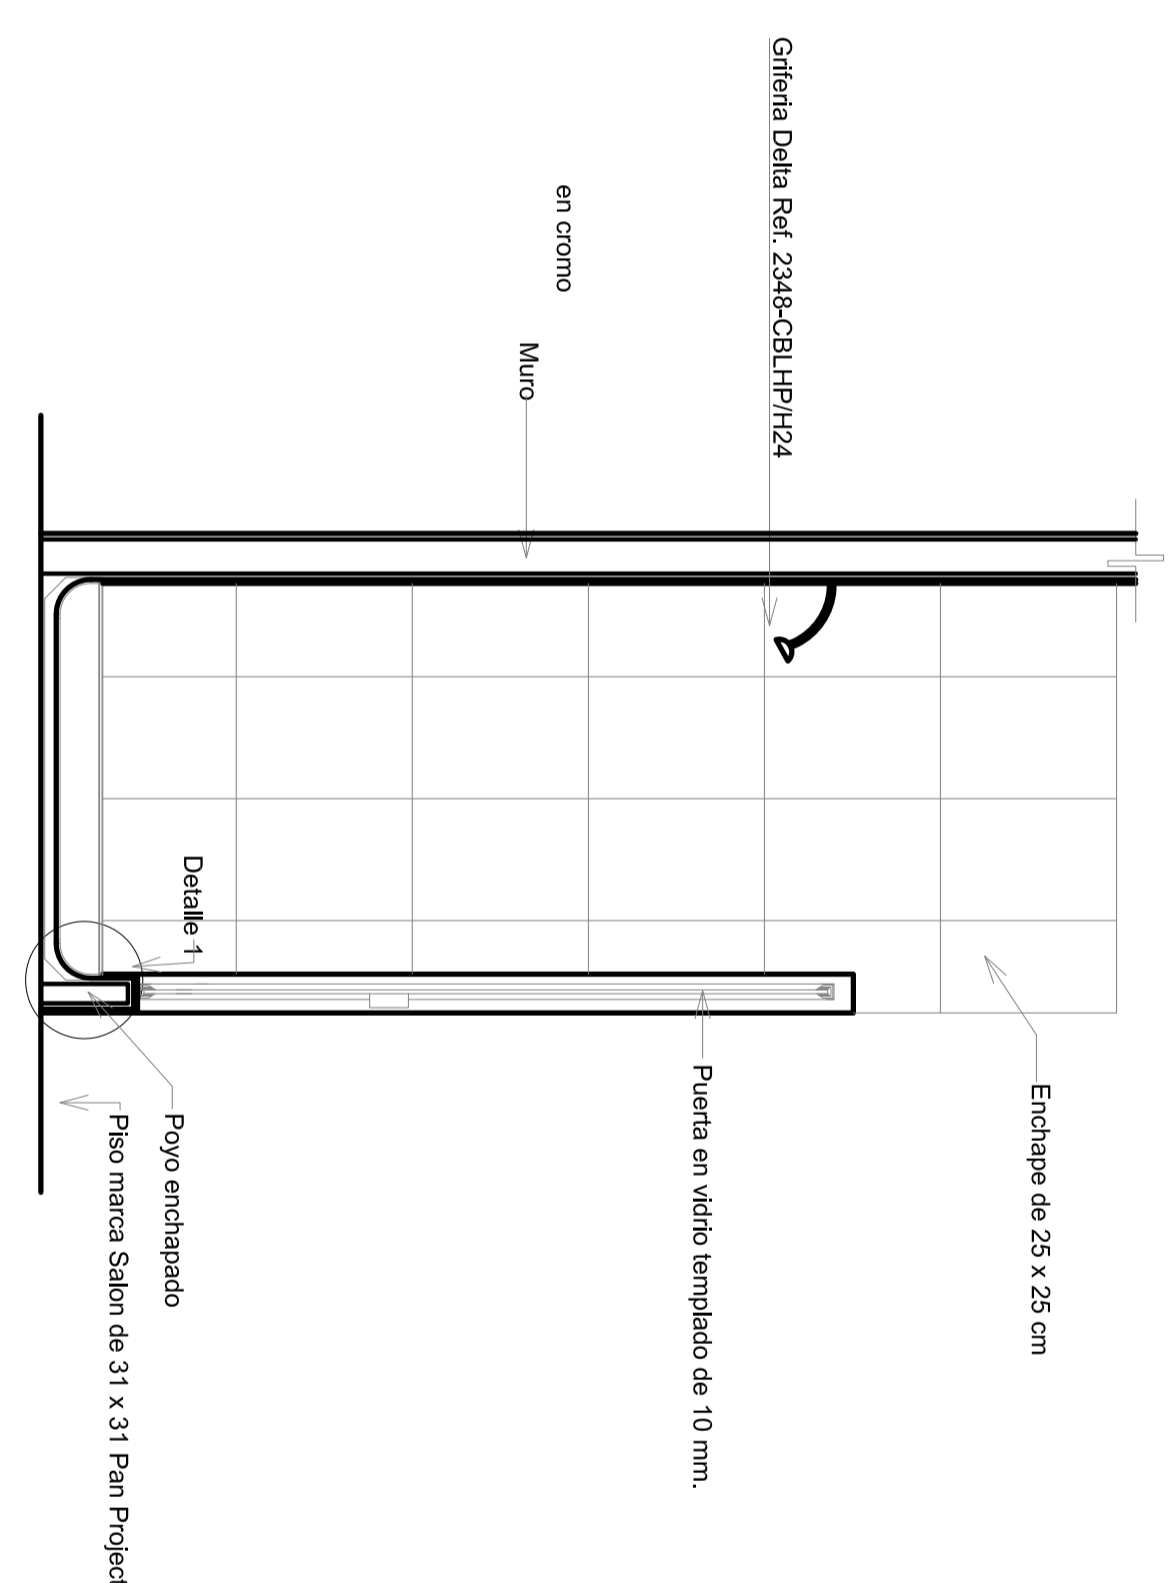 Griferia Delta Ref. 2348-CBLHP/H24
en cromo
Muro
Enchape de 25 x 25 cm
Puerta en vidrio templado de 10 mm.
Detalle 1
Poyo enchapado
Piso marca Salon de 31 x 31 Pan Project